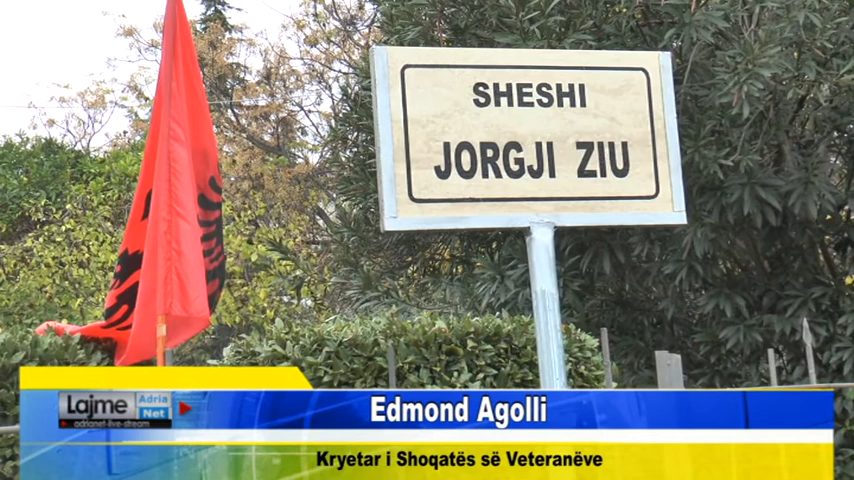 SHESHI
JORGJI ZIU
Lajme Adria Net
adrianet-live-stream
Edmond Agolli
Kryetar i Shoqatës së Veteranëve